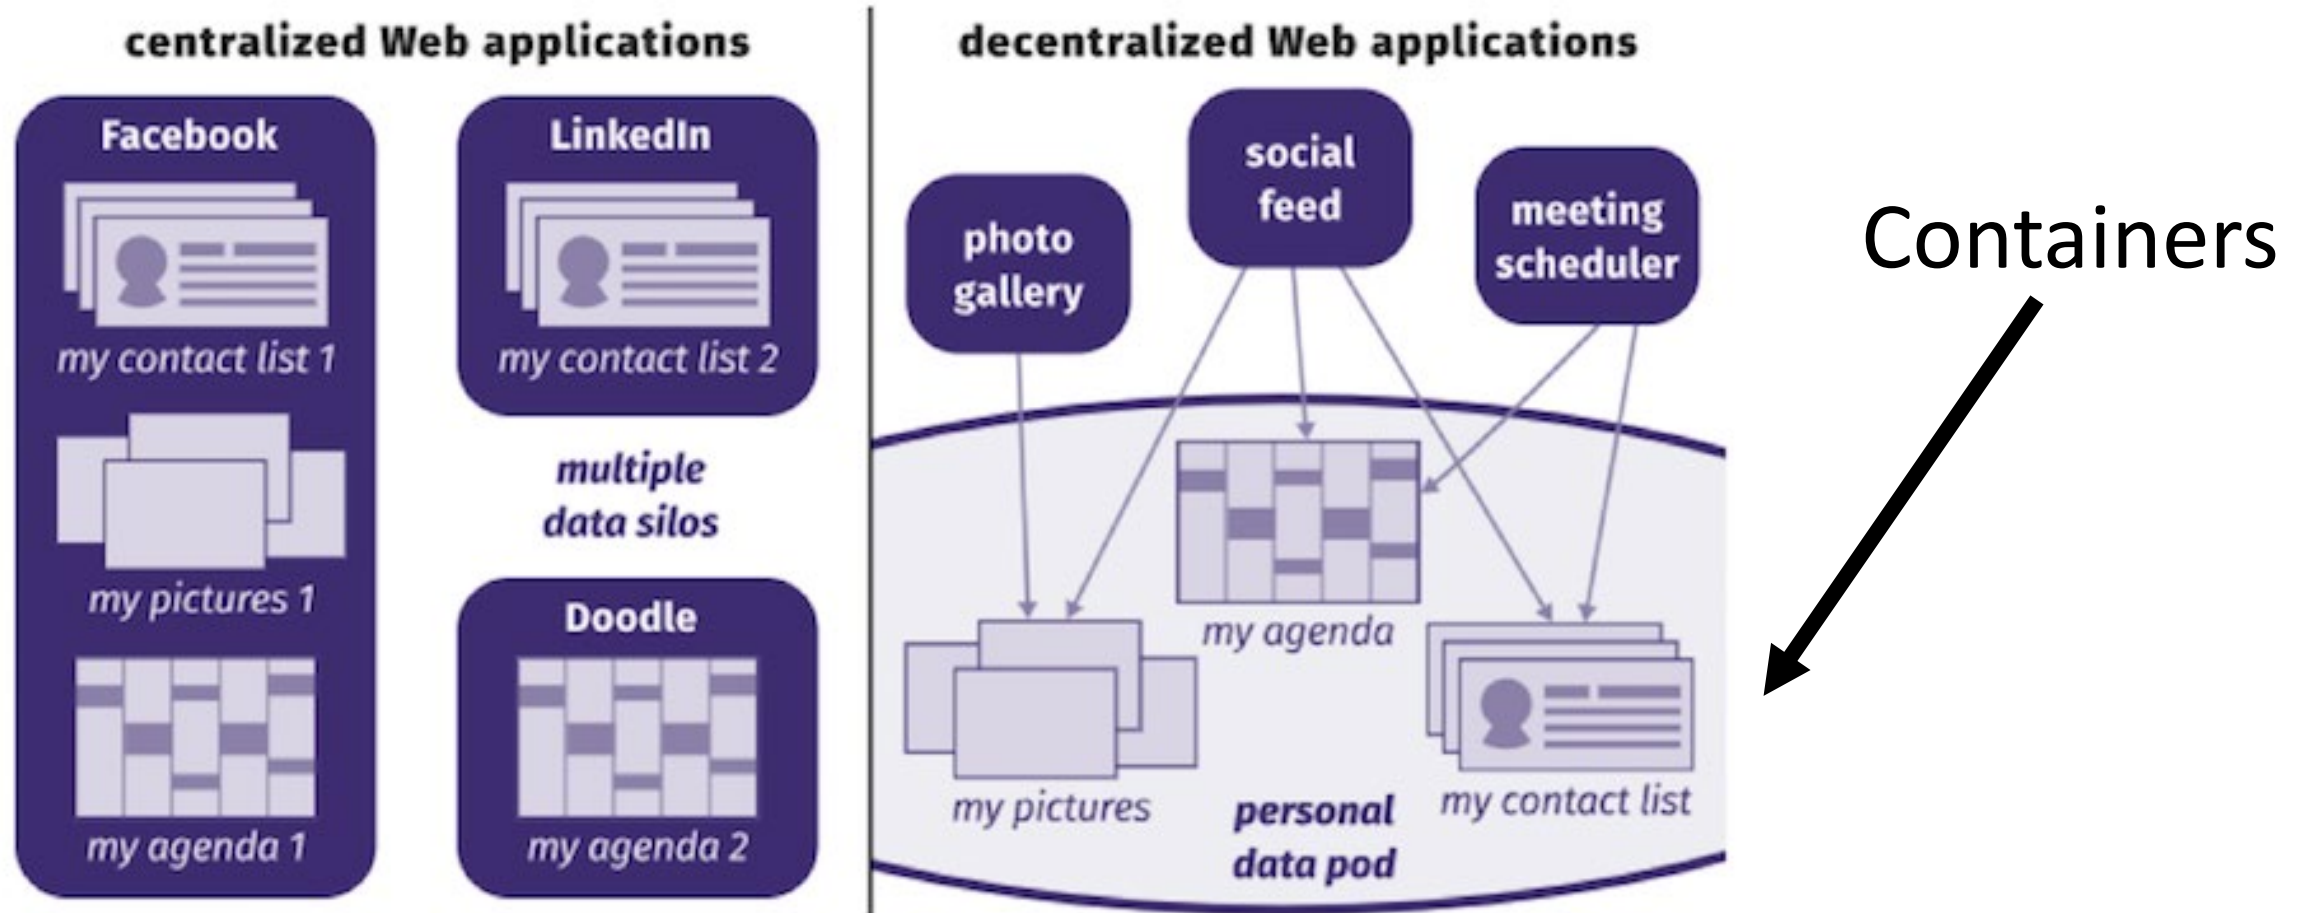 centralized Web applications
Facebook
my contact list 1
my pictures 1
my agenda 1
LinkedIn
my contact list 2
multiple
data silos
Doodle
my agenda 2
decentralized Web applications
photo
gallery
social
feed
meeting
scheduler
my agenda
my pictures
my contact list
personal
data pod
Containers